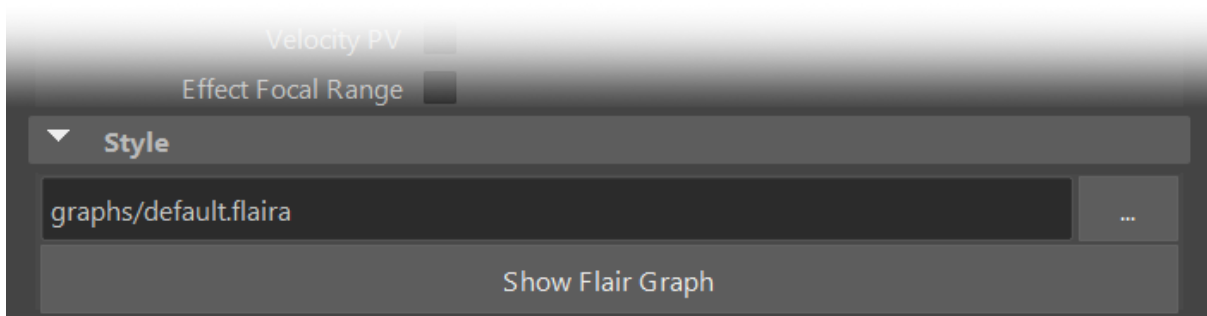 Velocity PV
Effect Focal Range
Style
graphs/default.flaira
...
Show Flair Graph